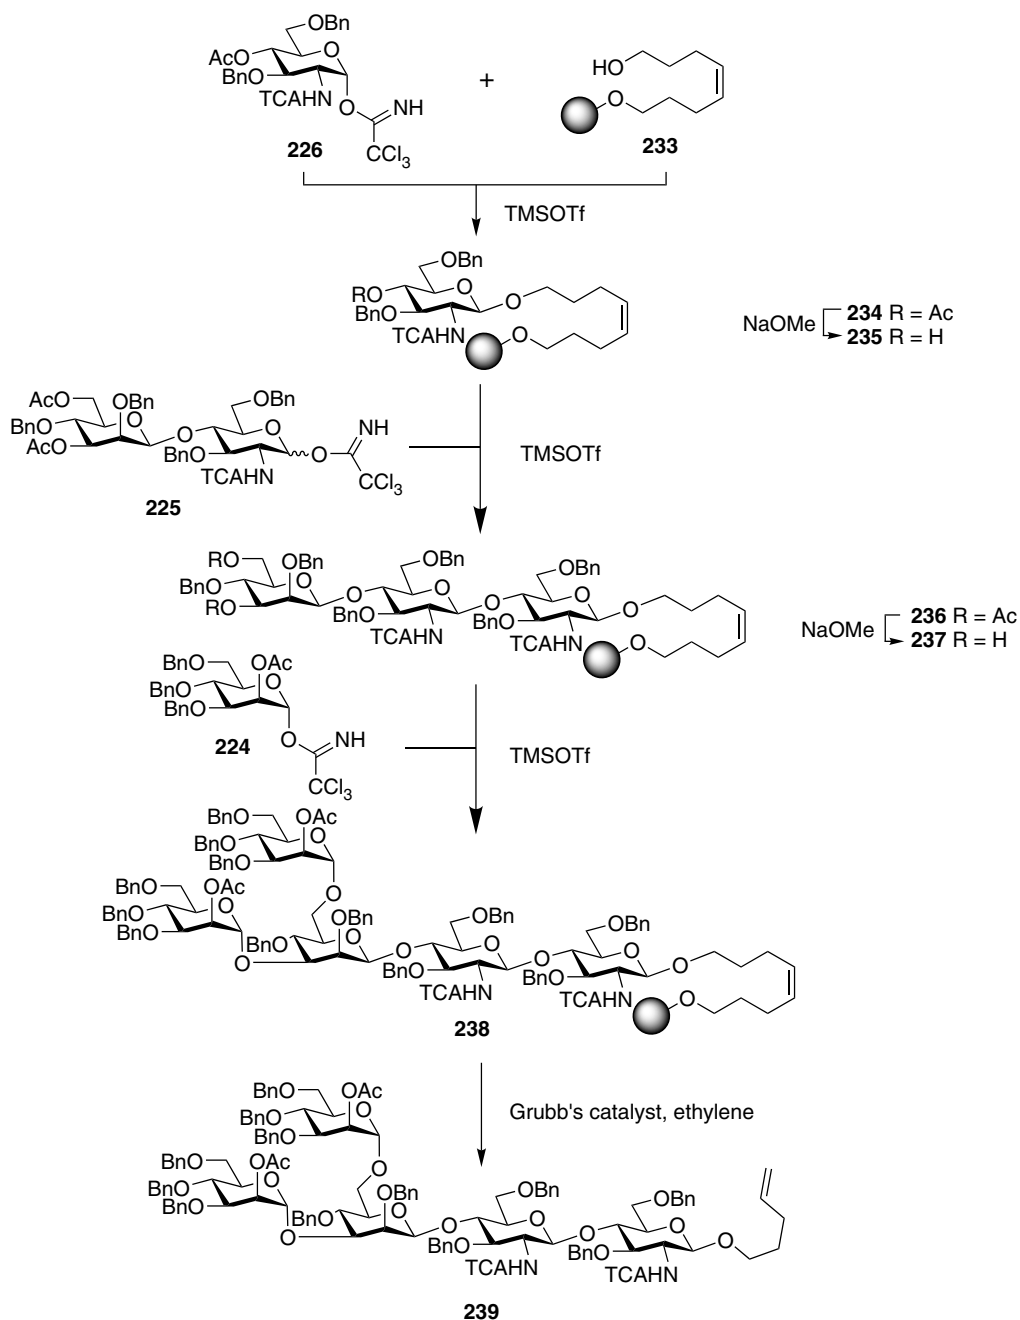 OBn
AcO
O
BnO
TCAHN
O
NH
CCl3
226
+
HO
O
233
TMSOTf
OBn
RO
O
O
BnO
TCAHN
O
NaOMe
234 R = Ac
235 R = H
AcO
OBn
OBn
BnO
O
O
O
AcO
BnO
O
NH
TCAHN
CCl3
225
TMSOTf
RO
OBn
OBn
OBn
BnO
O
O
O
O
O
O
RO
BnO
BnO
TCAHN
TCAHN
O
NaOMe
236 R = Ac
237 R = H
BnO
OAc
BnO
O
BnO
O
NH
CCl3
224
TMSOTf
BnO
OAc
BnO
O
BnO
O
BnO
OAc
BnO
O
BnO
O
OBn
BnO
O
O
OBn
O
O
OBn
O
O
BnO
BnO
TCAHN
TCAHN
O
238
Grubb's catalyst, ethylene
BnO
OAc
BnO
O
BnO
O
BnO
OAc
BnO
O
BnO
O
OBn
BnO
O
O
OBn
O
O
OBn
O
O
BnO
BnO
TCAHN
TCAHN
239